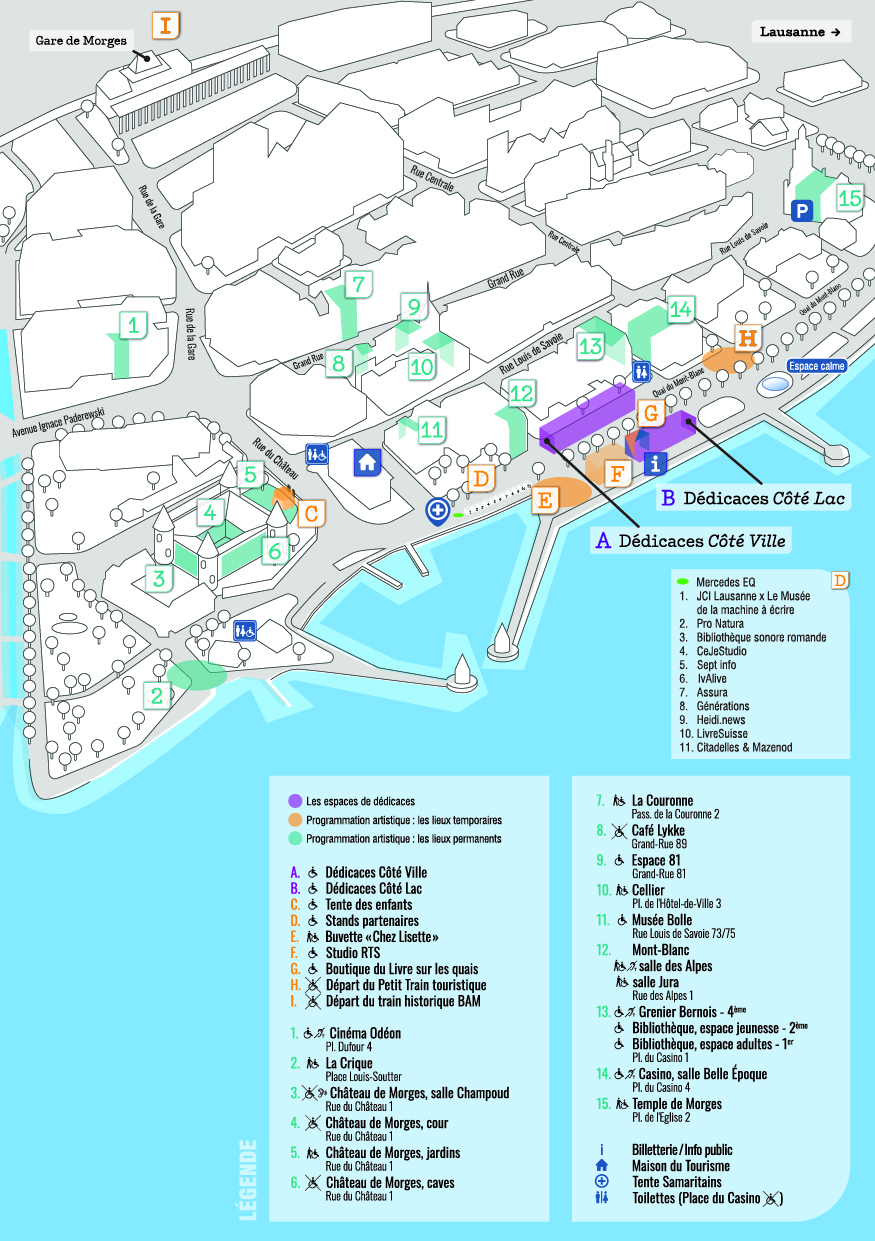 I
Gare de Morges
Lausanne →
Rue de la Gare
Rue Centrale
15
P
Rue Centrale
Rue Louis de Savoie
7
Grand Rue
Quai du Mont-Blanc
1
Rue de la Gare
9
14
H
Grand Rue
8
10
Rue Louis de Savoie
13
Espace calme
Quai du Mont-Blanc
12
Avenue Ignace Paderewski
11
G
Rue du Château
5
D
F
i
B Dédicaces Côté Lac
4
C
E
A Dédicaces Côté Ville
3
6
2
D
Mercedes EQ
1. JCI Lausanne x Le Musée
de la machine à écrire
2. Pro Natura
3. Bibliothèque sonore romande
4. CeJeStudio
5. Sept info
6. IvAlive
7. Assura
8. Générations
9. Heidi.news
10. LivreSuisse
11. Citadelles & Mazenod
LÉGENDE
Les espaces de dédicaces
Programmation artistique : les lieux temporaires
Programmation artistique : les lieux permanents
A. Dédicaces Côté Ville
B. Dédicaces Côté Lac
C. Tente des enfants
D. Stands partenaires
E. Buvette «Chez Lisette»
F. Studio RTS
G. Boutique du Livre sur les quais
H. Départ du Petit Train touristique
I. Départ du train historique BAM
1. Cinéma Odéon
Pl. Dufour 4
2. La Crique
Place Louis-Soutter
3. Château de Morges, salle Champoud
Rue du Château 1
4. Château de Morges, cour
Rue du Château 1
5. Château de Morges, jardins
Rue du Château 1
6. Château de Morges, caves
Rue du Château 1
7. La Couronne
Pass. de la Couronne 2
8. Café Lykke
Grand-Rue 89
9. Espace 81
Grand-Rue 81
10. Cellier
Pl. de l'Hôtel-de-Ville 3
11. Musée Bolle
Rue Louis de Savoie 73/75
12. Mont-Blanc
salle des Alpes
salle Jura
Rue des Alpes 1
13. Grenier Bernois - 4ème
Bibliothèque, espace jeunesse - 2ème
Bibliothèque, espace adultes - 1er
Pl. du Casino 1
14. Casino, salle Belle Époque
Pl. du Casino 4
15. Temple de Morges
Pl. de l'Eglise 2
i Billetterie/Info public
Maison du Tourisme
Tente Samaritains
Toilettes (Place du Casino )